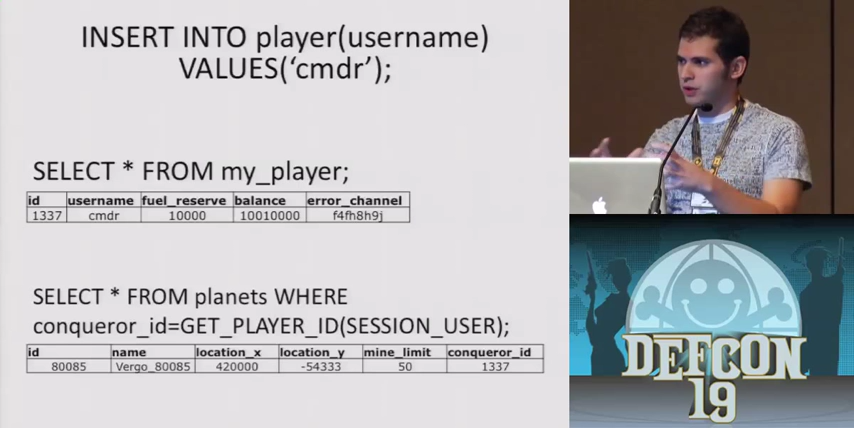 INSERT INTO player(username)
VALUES(‘cmdr’);
SELECT * FROM my_player;
id username fuel_reserve balance error_channel
1337 cmdr 10000 10010000 f4fh8h9j
SELECT * FROM planets WHERE
conqueror_id=GET_PLAYER_ID(SESSION_USER);
id name location_x location_y mine_limit conqueror_id
80085 Vergo_80085 420000 -54333 50 1337
DEFCON
19